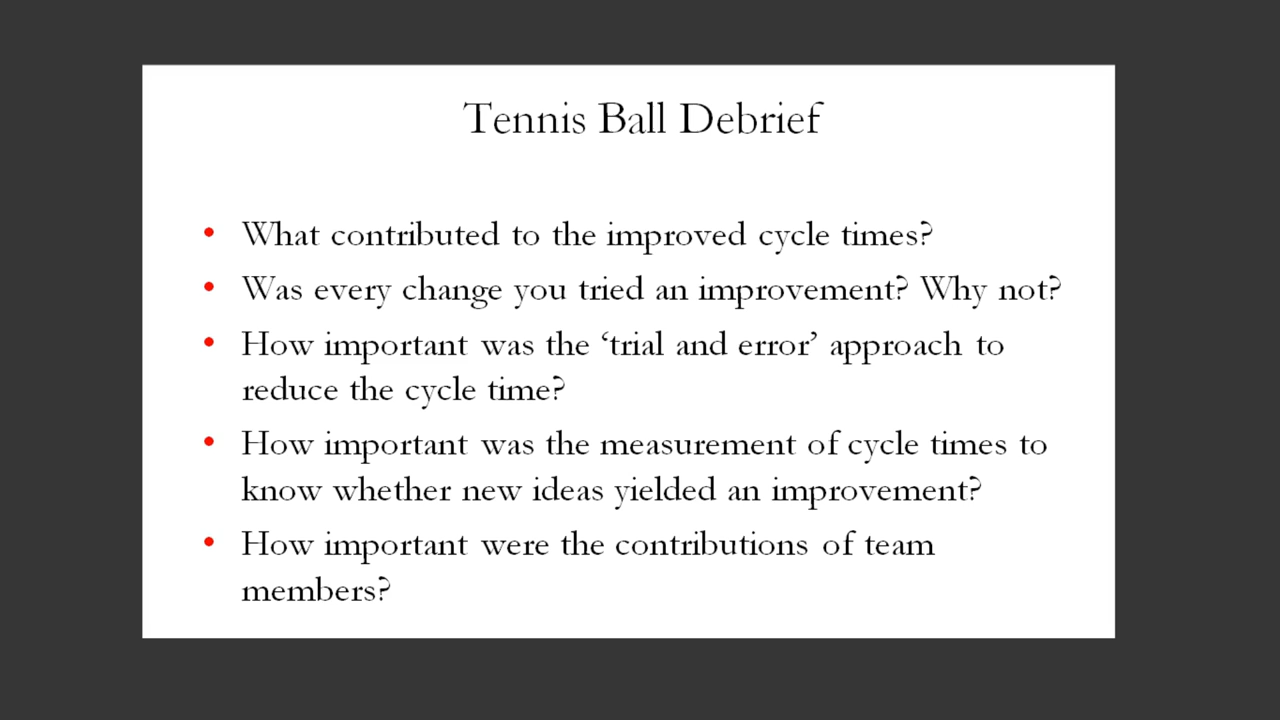 Tennis Ball Debrief
• What contributed to the improved cycle times?
• Was every change you tried an improvement? Why not?
• How important was the ‘trial and error’ approach to
reduce the cycle time?
• How important was the measurement of cycle times to
know whether new ideas yielded an improvement?
• How important were the contributions of team
members?